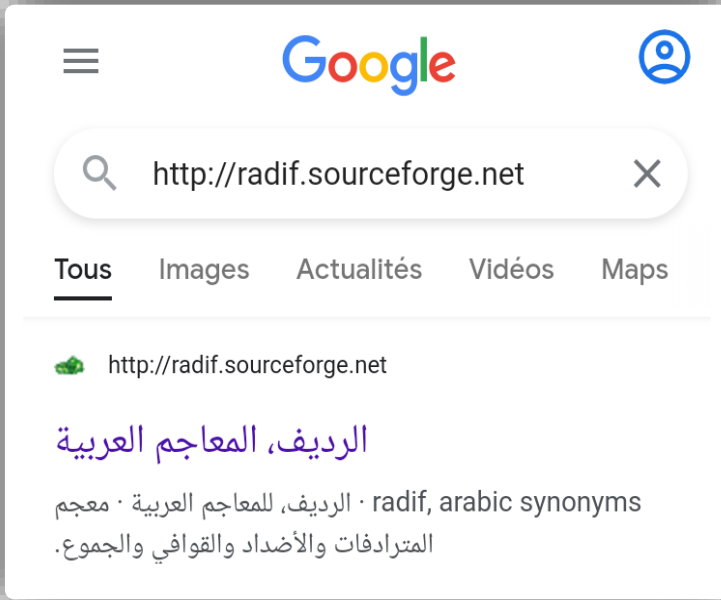 Google
http://radif.sourceforge.net
Tous Images Actualités Vidéos Maps
http://radif.sourceforge.net
الرديف، المعاجم العربية
radif, arabic synonyms · الرديف، للمعاجم العربية · معجم
المترادفات والأضداد والقوافي والجموع.